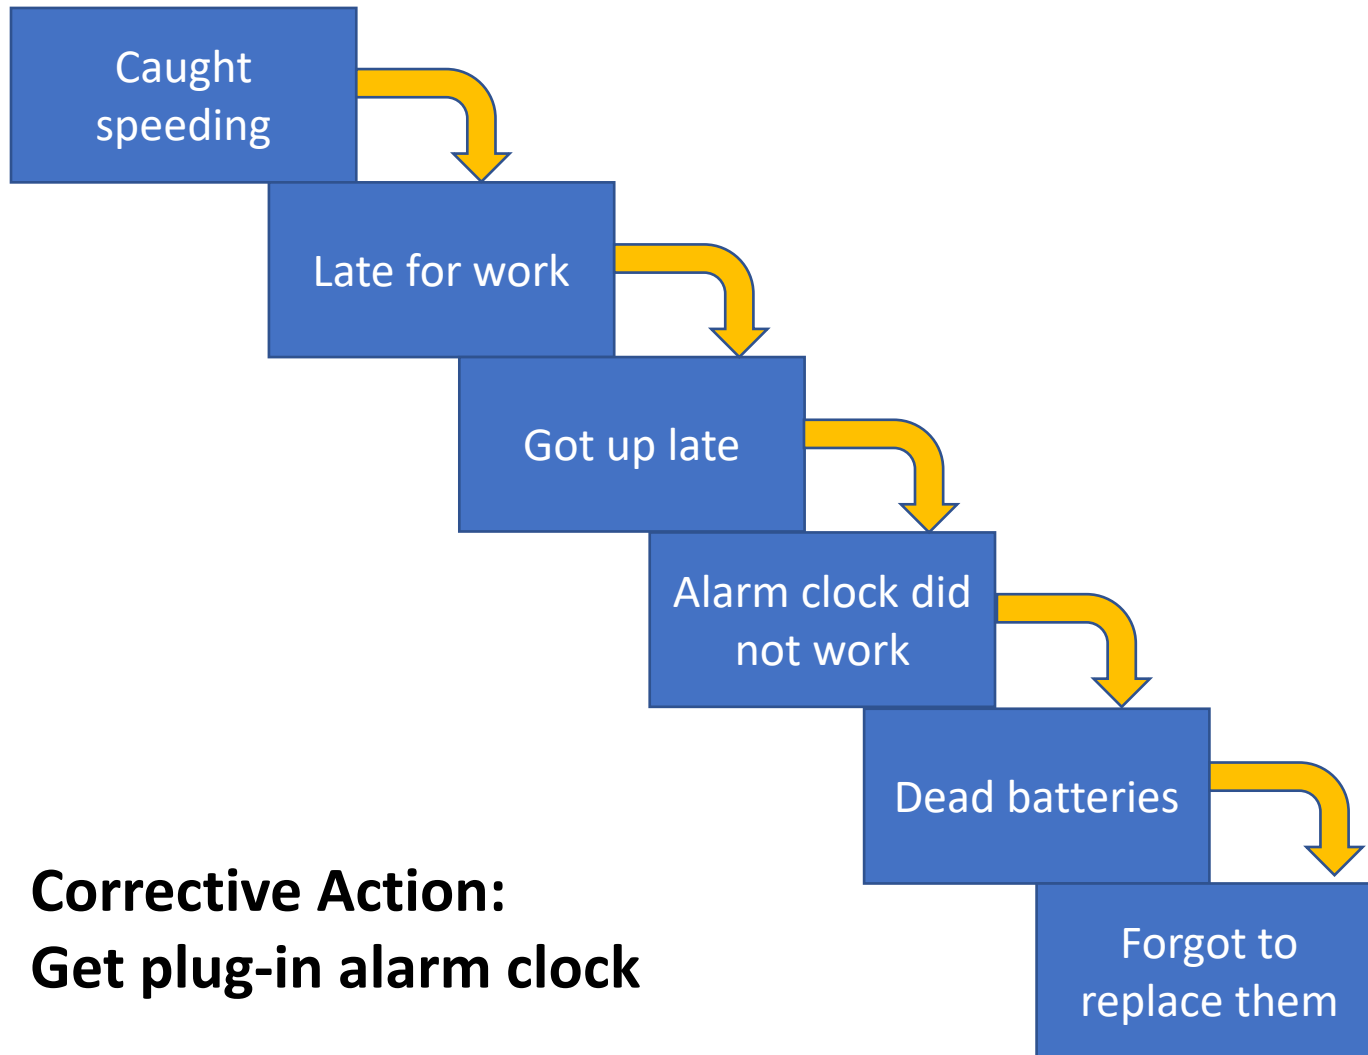 Caught
speeding
Late for work
Got up late
Alarm clock did
not work
Dead batteries
Forgot to
replace them
Corrective Action:
Get plug-in alarm clock